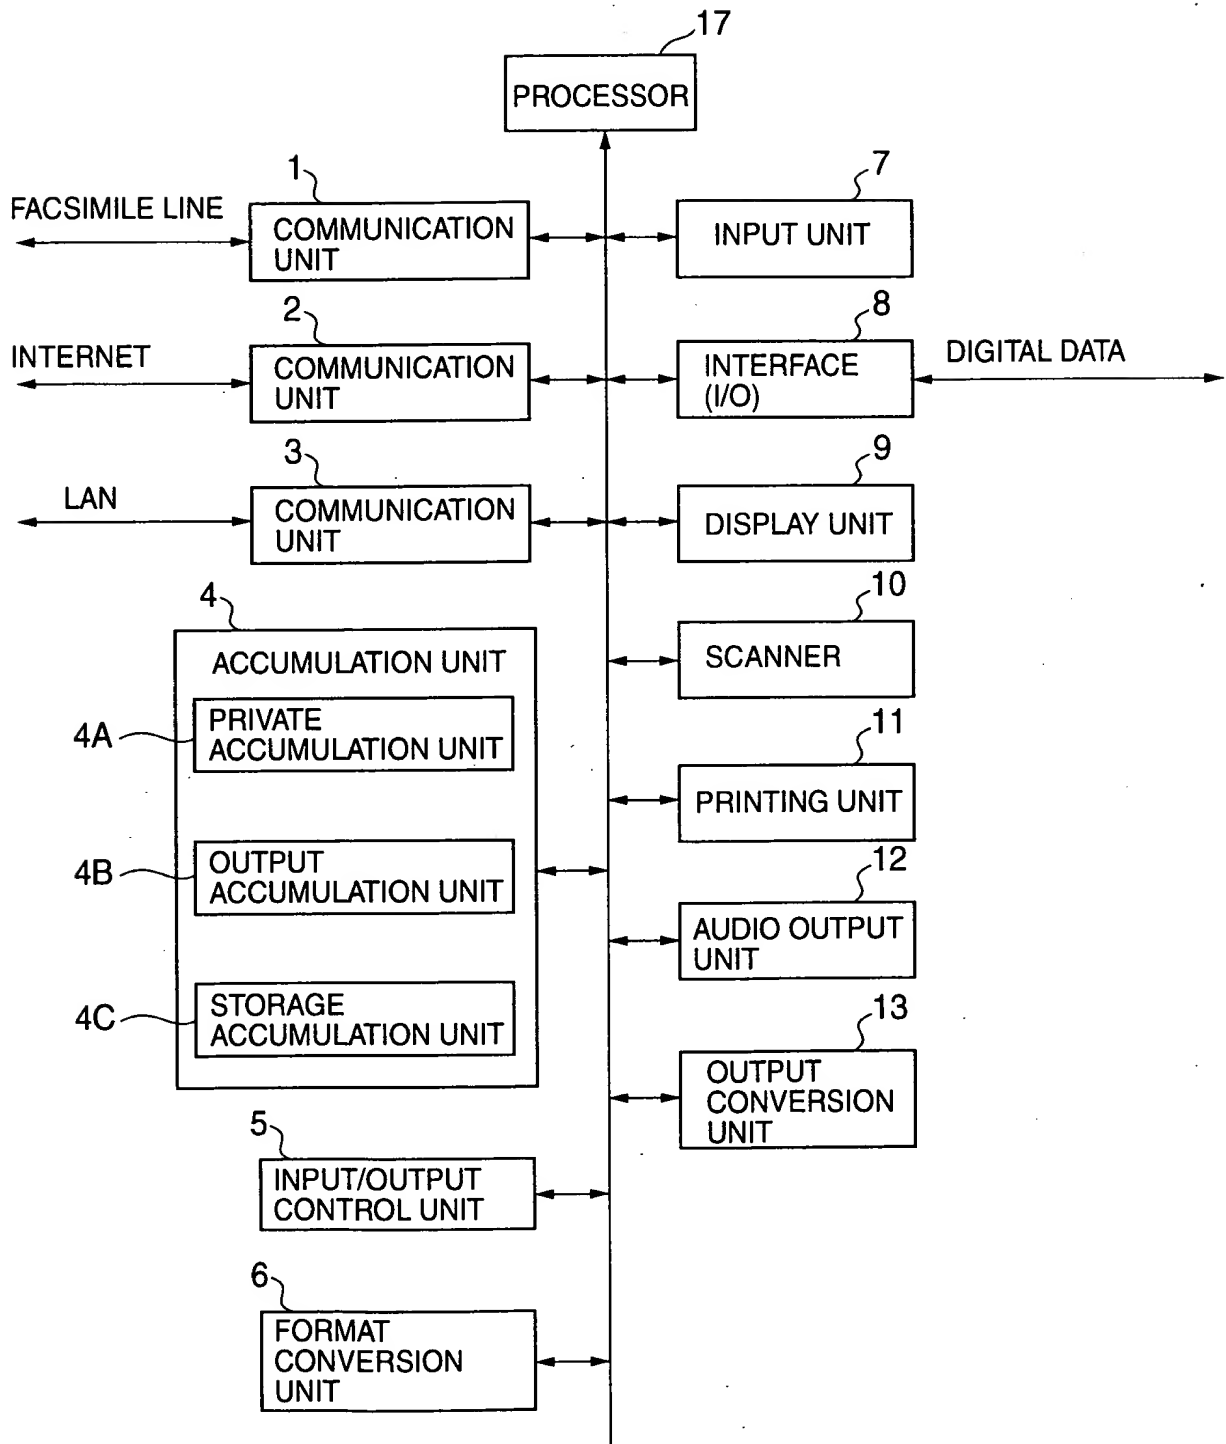 17
PROCESSOR
1
7
FACSIMILE LINE
COMMUNICATION
UNIT
INPUT UNIT
2
8
INTERNET
COMMUNICATION
UNIT
INTERFACE
(I/O)
DIGITAL DATA
3
9
LAN
COMMUNICATION
UNIT
DISPLAY UNIT
4
10
ACCUMULATION UNIT
SCANNER
4A
PRIVATE
ACCUMULATION UNIT
11
PRINTING UNIT
4B
OUTPUT
ACCUMULATION UNIT
12
AUDIO OUTPUT
UNIT
4C
STORAGE
ACCUMULATION UNIT
13
OUTPUT
CONVERSION
UNIT
5
INPUT/OUTPUT
CONTROL UNIT
6
FORMAT
CONVERSION
UNIT